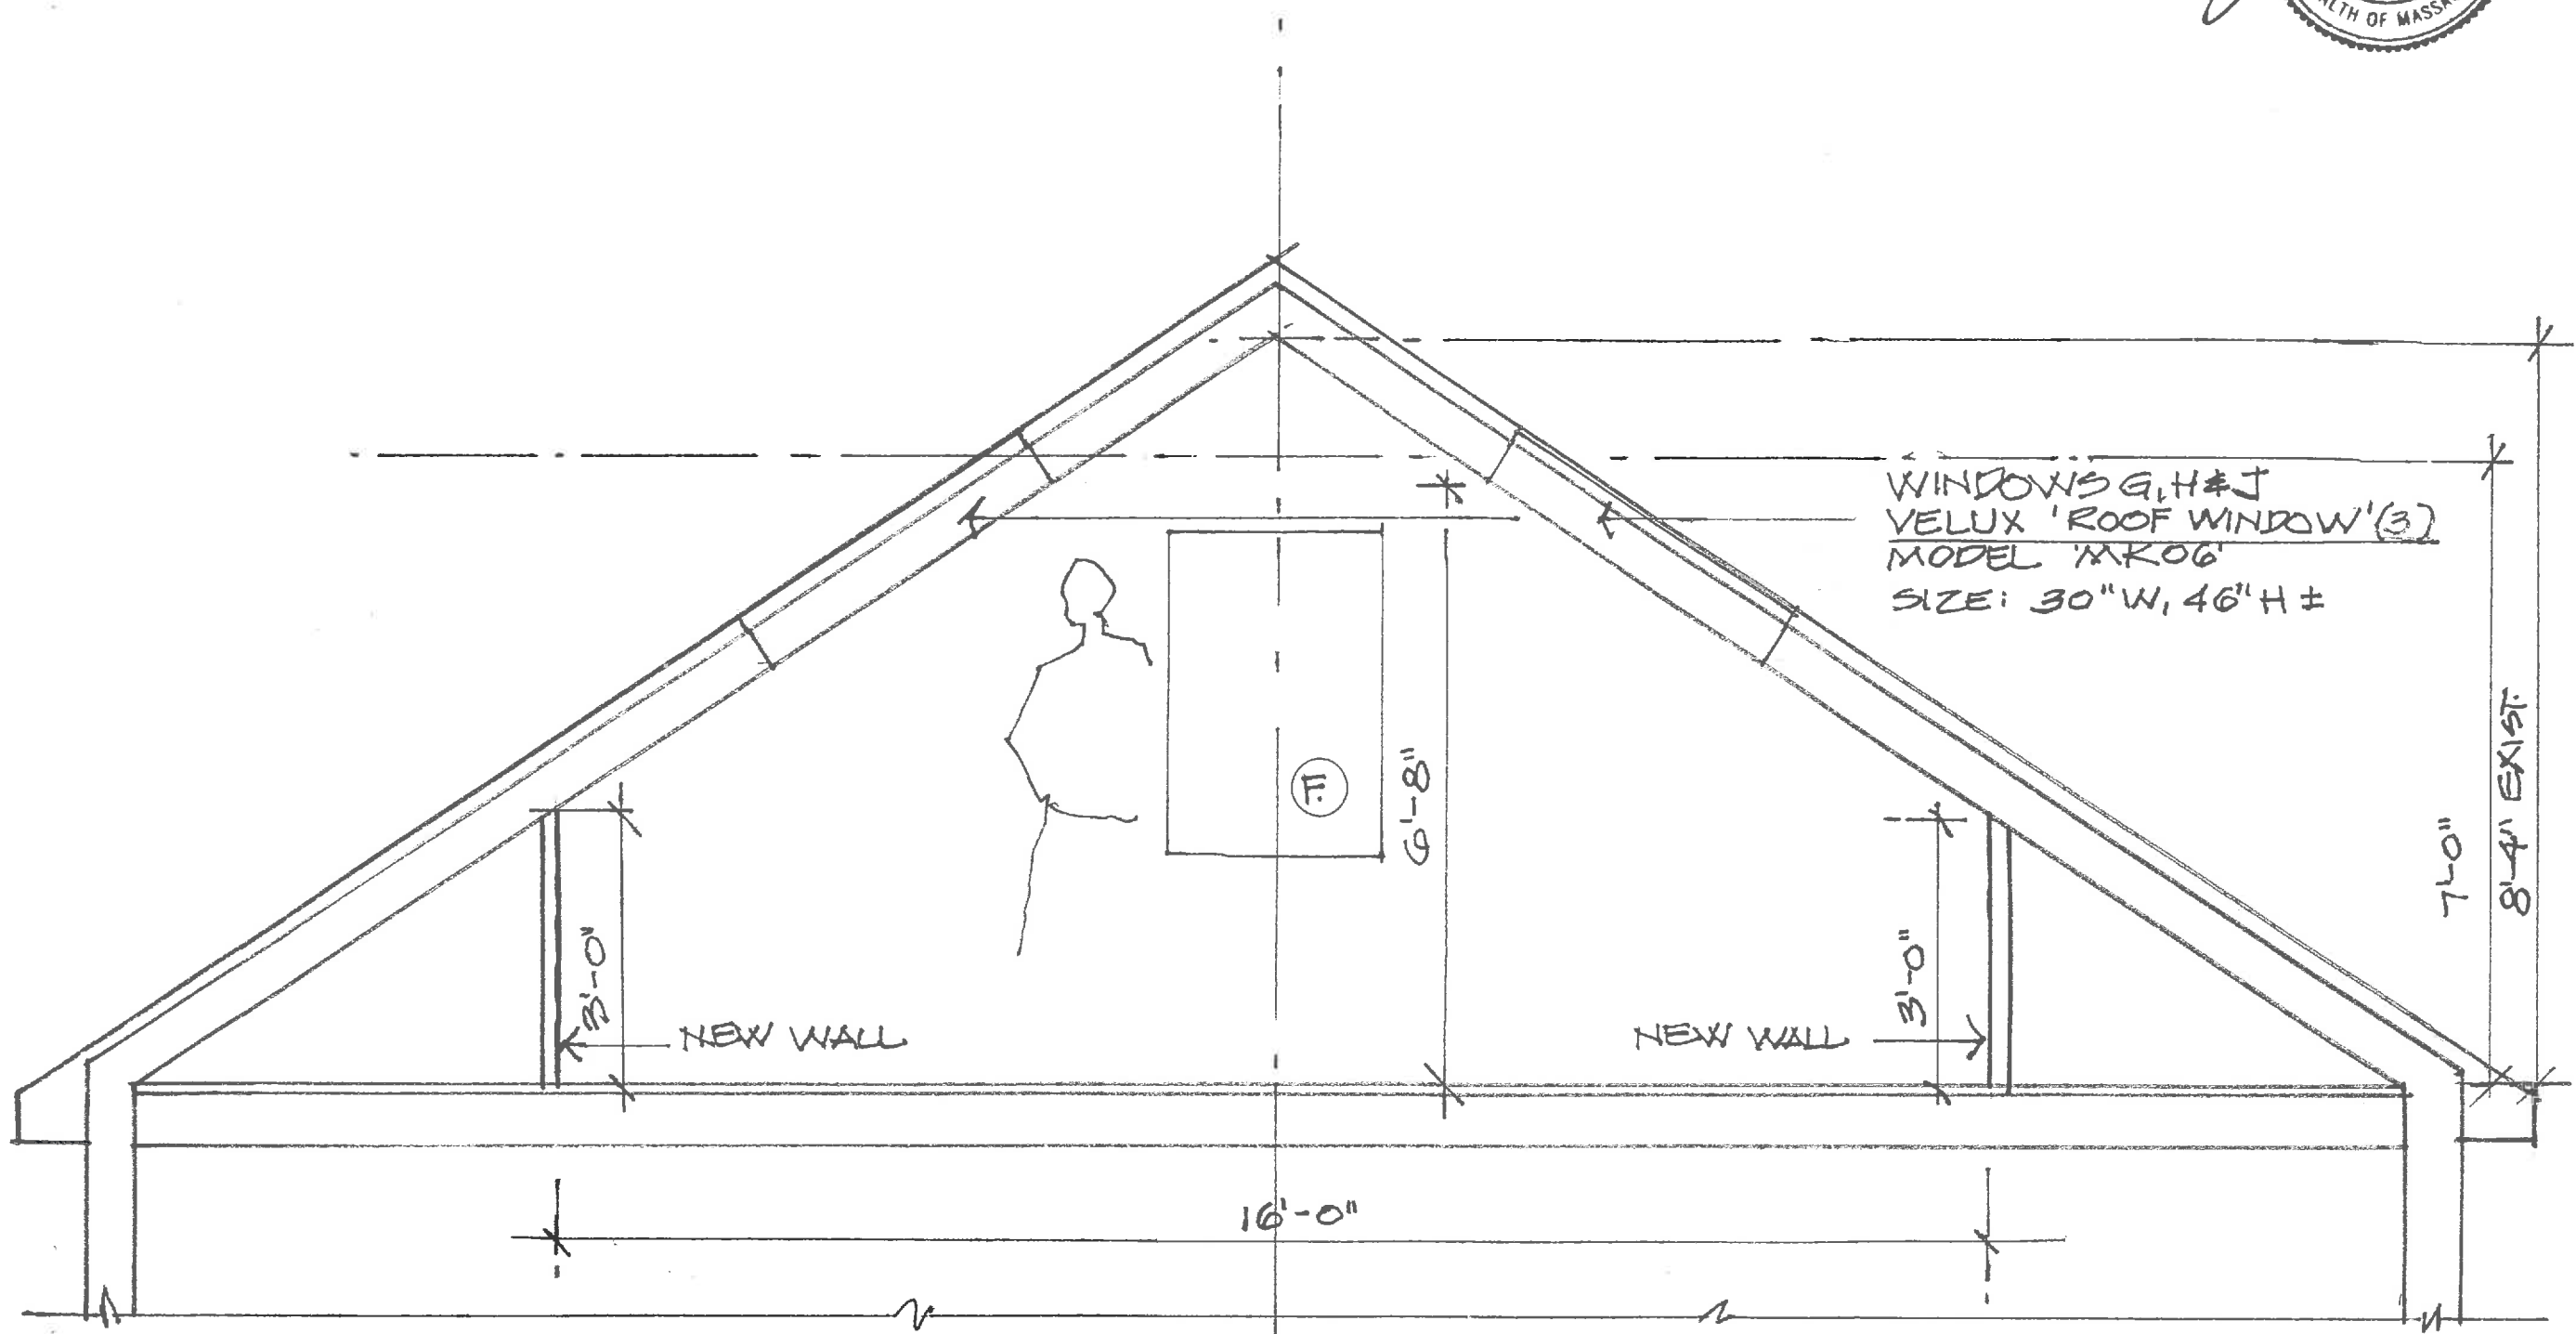 OF MASSA
WINDOWS G, H & J
VELUX 'ROOF WINDOW' (3)
MODEL 'MK06'
SIZE: 30"W, 46"H ±
F.
6'-8"
7'-0"
8'-4" EXIST.
3'-0"
3'-0"
NEW WALL
NEW WALL
16'-0"